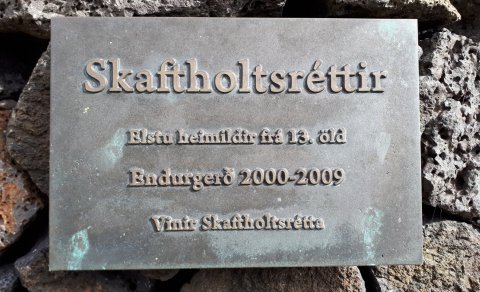 Skaftholtsréttir
Elstu heimildir frá 13. öld
Endurgerð 2000-2009
Vinir Skaftholtsrétta